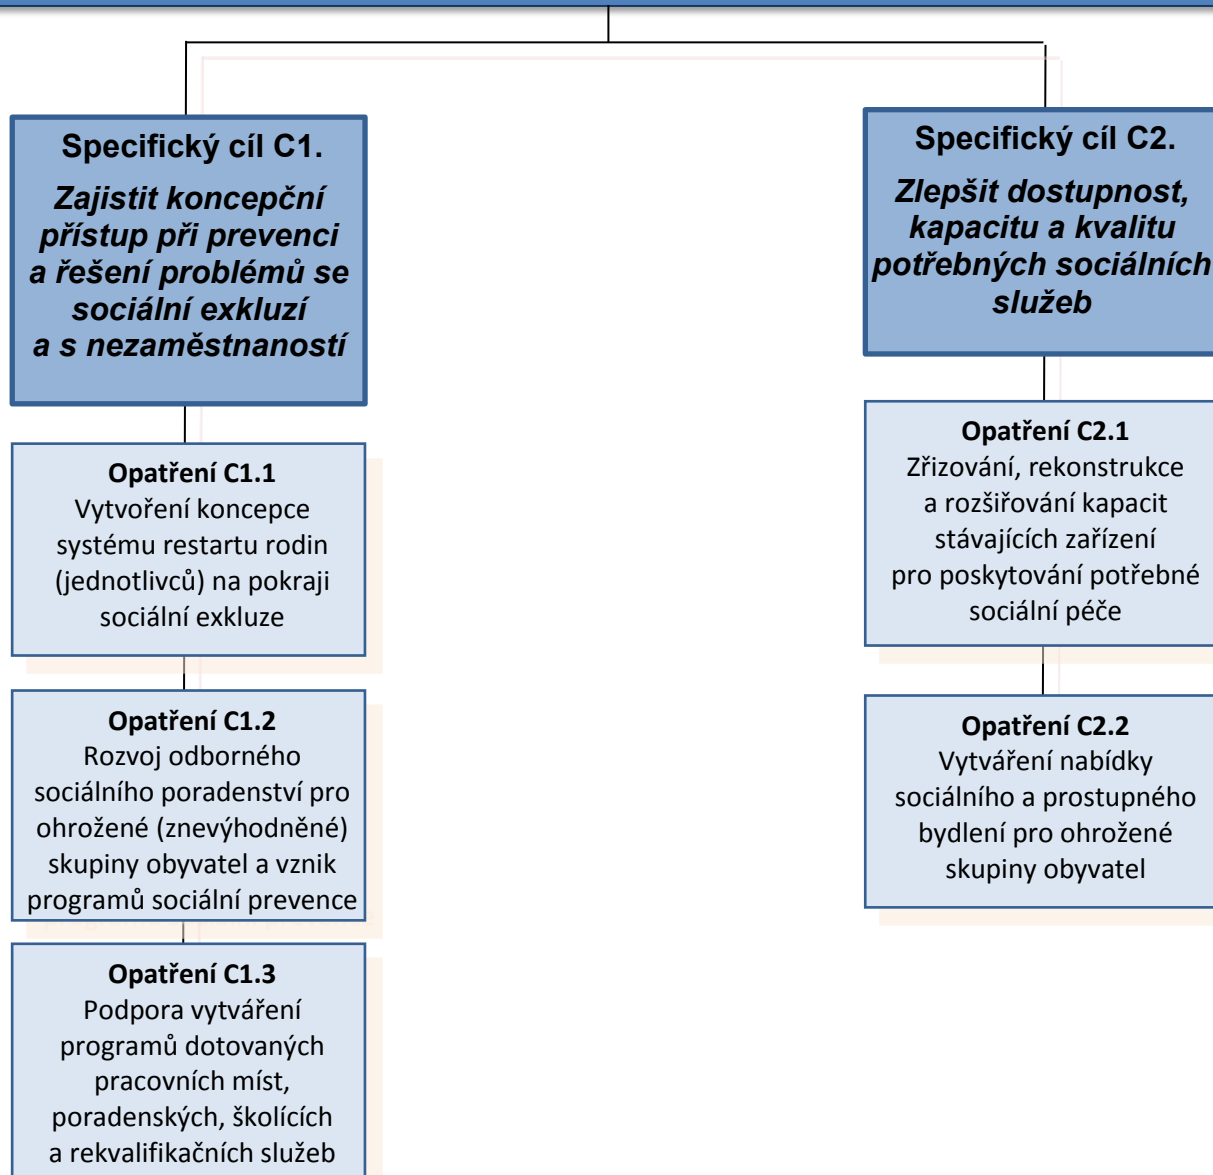 Specifický cíl C1.
Zajistit koncepční
přístup při prevenci
a řešení problémů se
sociální exkluzí
a s nezaměstnaností
Opatření C1.1
Vytvoření koncepce
systému restartu rodin
(jednotlivců) na pokraji
sociální exkluze
Opatření C1.2
Rozvoj odborného
sociálního poradenství pro
ohrožené (znevýhodněné)
skupiny obyvatel a vznik
programů sociální prevence
Opatření C1.3
Podpora vytváření
programů dotovaných
pracovních míst,
poradenských, školících
a rekvalifikačních služeb
Specifický cíl C2.
Zlepšit dostupnost,
kapacitu a kvalitu
potřebných sociálních
služeb
Opatření C2.1
Zřizování, rekonstrukce
a rozšiřování kapacit
stávajících zařízení
pro poskytování potřebné
sociální péče
Opatření C2.2
Vytváření nabídky
sociálního a prostupného
bydlení pro ohrožené
skupiny obyvatel